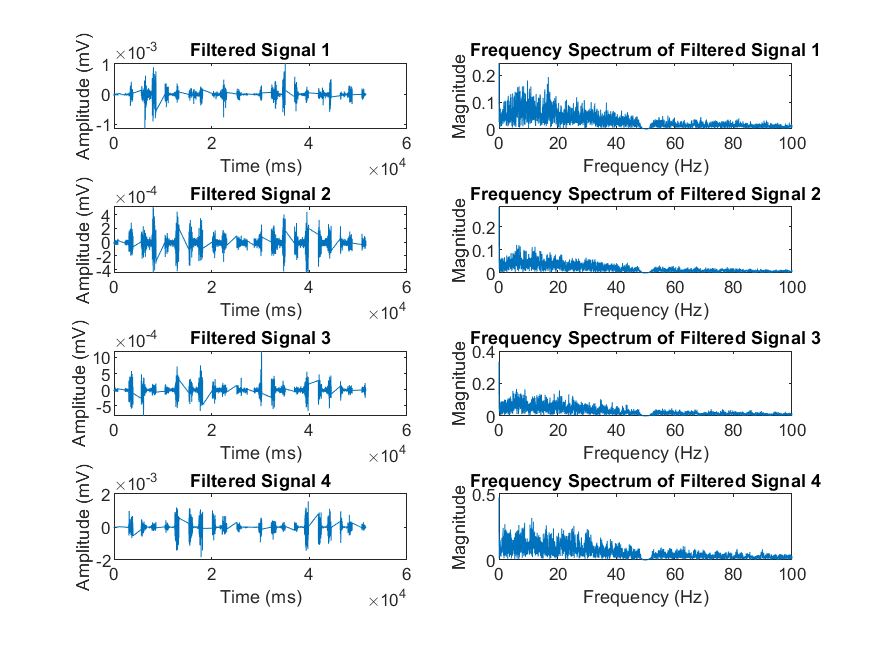 Filtered Signal 1
×10-3
Amplitude (mV)
1
0
-1
0 2 4 6
Time (ms)
×104
Frequency Spectrum of Filtered Signal 1
Magnitude
0.2
0.1
0
0 20 40 60 80 100
Frequency (Hz)
Filtered Signal 2
×10-4
Amplitude (mV)
4
2
0
-2
-4
0 2 4 6
Time (ms)
×104
Frequency Spectrum of Filtered Signal 2
Magnitude
0.2
0.1
0
0 20 40 60 80 100
Frequency (Hz)
Filtered Signal 3
×10-4
Amplitude (mV)
10
5
0
-5
0 2 4 6
Time (ms)
×104
Frequency Spectrum of Filtered Signal 3
Magnitude
0.4
0.2
0
0 20 40 60 80 100
Frequency (Hz)
Filtered Signal 4
×10-3
Amplitude (mV)
2
0
-2
0 2 4 6
Time (ms)
×104
Frequency Spectrum of Filtered Signal 4
Magnitude
0.5
0
0 20 40 60 80 100
Frequency (Hz)